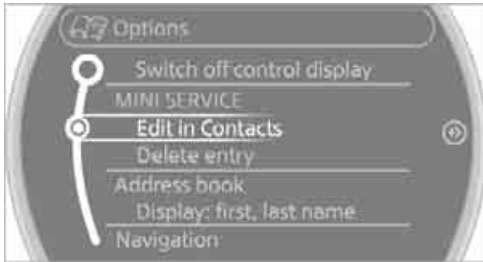 Options
Switch off control display
MINI SERVICE
Edit in Contacts
Delete entry
Address book
Display: first, last name
Navigation